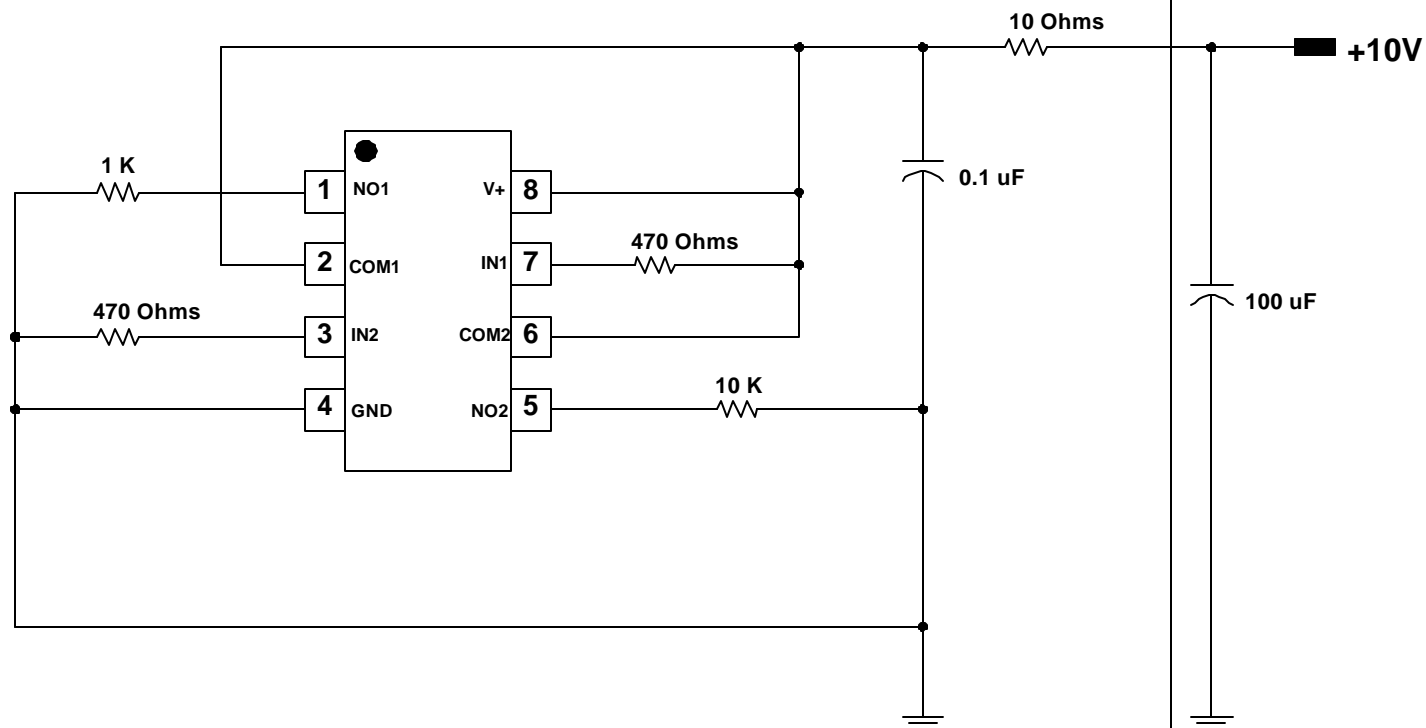 10 Ohms
+10V
1 K
1 NO1
V+ 8
0.1 uF
470 Ohms
2 COM1
IN1 7
100 uF
470 Ohms
3 IN2
COM2 6
10 K
4 GND
NO2 5